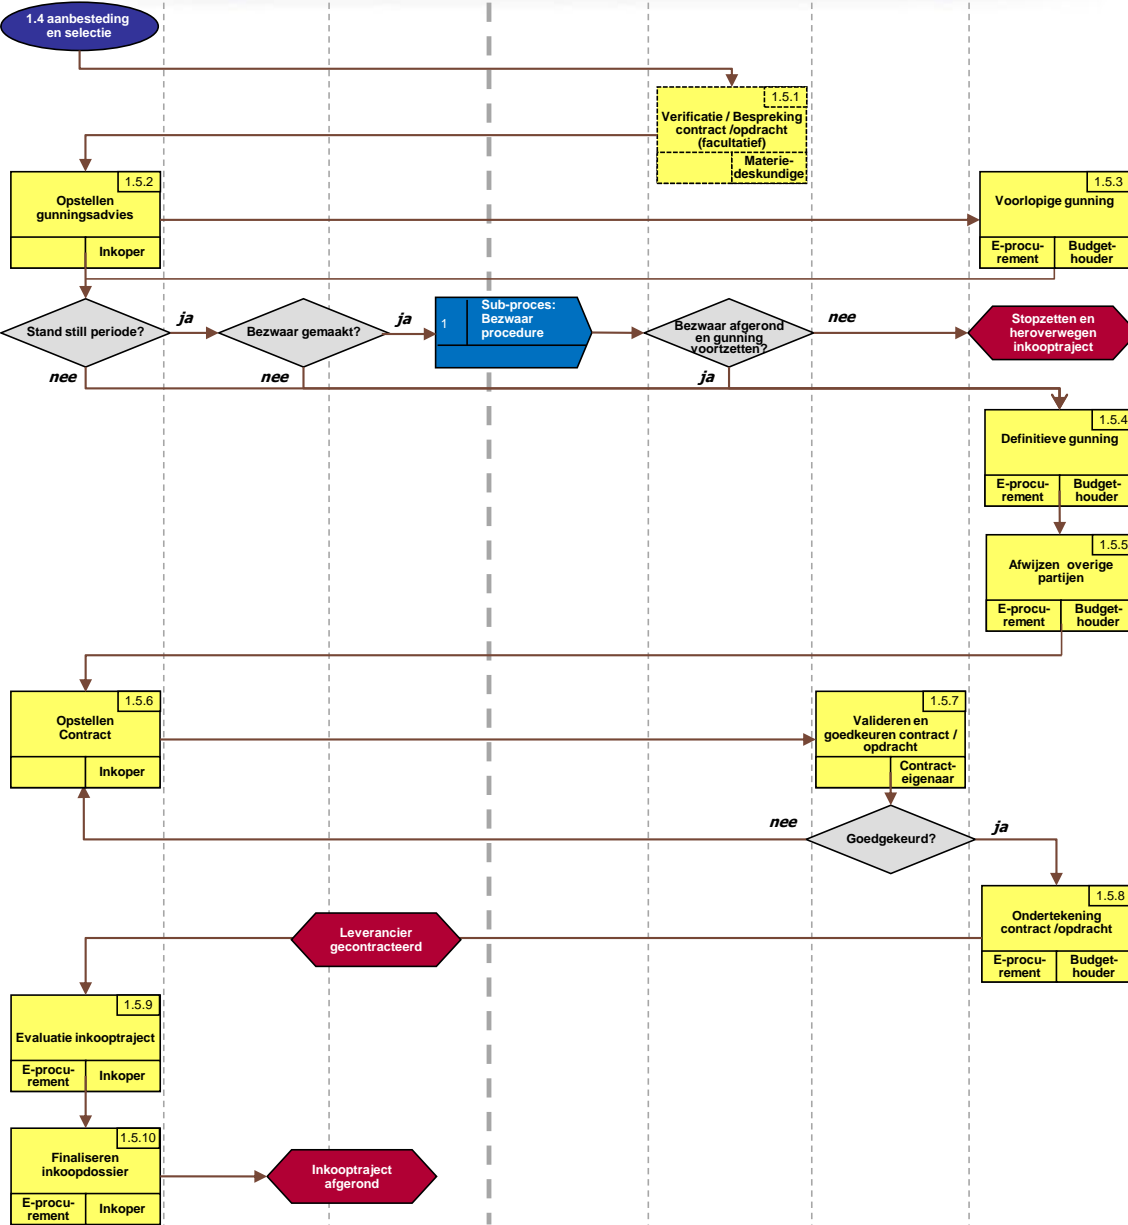 1.4 aanbesteding
en selectie
1.5.1
Verificatie / Bespreking
contract /opdracht
(facultatief)
Materie-
deskundige
1.5.2
Opstellen
gunningsadvies
Inkoper
1.5.3
Voorlopige gunning
E-procu-
rement
Budget-
houder
Stand still periode?
ja
nee
Bezwaar gemaakt?
ja
nee
1
Sub-proces:
Bezwaar
procedure
Bezwaar afgerond
en gunning
voortzetten?
nee
ja
Stopzetten en
heroverwegen
inkooptraject
1.5.4
Definitieve gunning
E-procu-
rement
Budget-
houder
1.5.5
Afwijzen overige
partijen
E-procu-
rement
Budget-
houder
1.5.6
Opstellen
Contract
Inkoper
1.5.7
Valideren en
goedkeuren contract /
opdracht
Contract-
eigenaar
nee
Goedgekeurd?
ja
1.5.8
Ondertekening
contract /opdracht
E-procu-
rement
Budget-
houder
Leverancier
gecontracteerd
1.5.9
Evaluatie inkooptraject
E-procu-
rement
Inkoper
1.5.10
Finaliseren
inkoopdossier
E-procu-
rement
Inkoper
Inkooptraject
afgerond